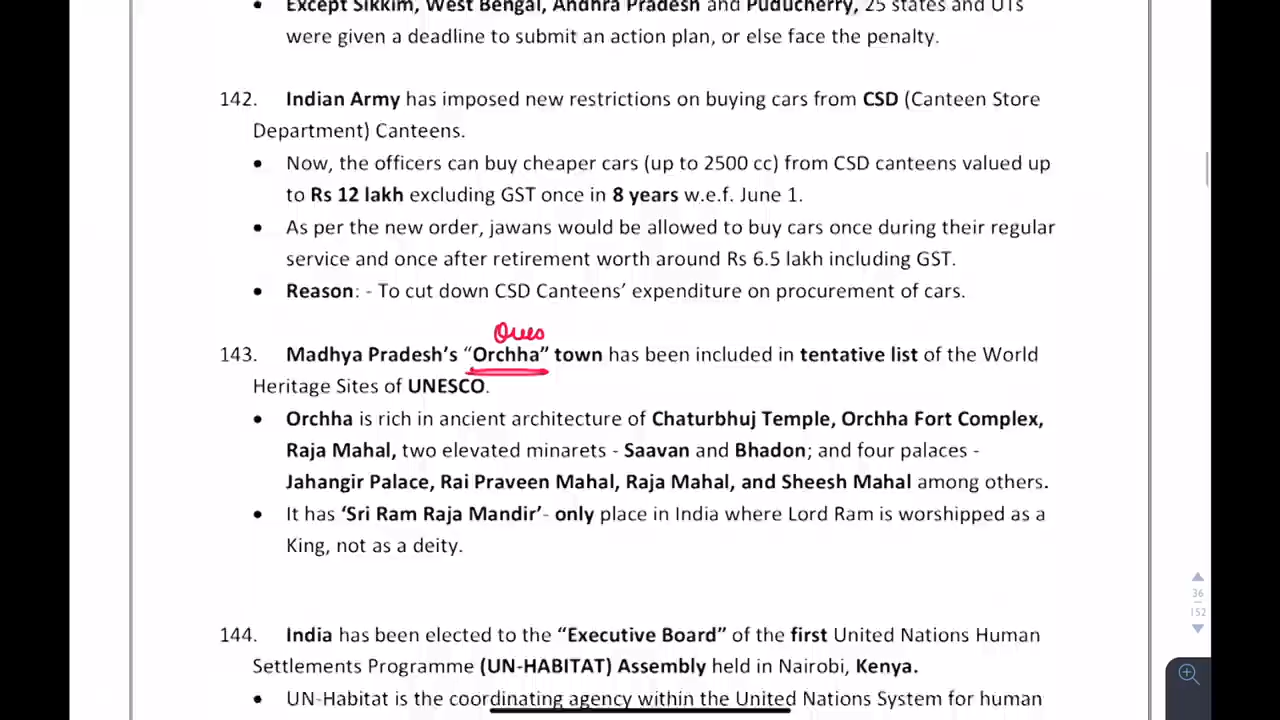 • Except Sikkim, West Bengal, Andhra Pradesh and Puducherry, 25 states and UTs
were given a deadline to submit an action plan, or else face the penalty.
142. Indian Army has imposed new restrictions on buying cars from CSD (Canteen Store
Department) Canteens.
• Now, the officers can buy cheaper cars (up to 2500 cc) from CSD canteens valued up
to Rs 12 lakh excluding GST once in 8 years w.e.f. June 1.
• As per the new order, jawans would be allowed to buy cars once during their regular
service and once after retirement worth around Rs 6.5 lakh including GST.
• Reason: - To cut down CSD Canteens’ expenditure on procurement of cars.
Ques
143. Madhya Pradesh’s “Orchha” town has been included in tentative list of the World
Heritage Sites of UNESCO.
• Orchha is rich in ancient architecture of Chaturbhuj Temple, Orchha Fort Complex,
Raja Mahal, two elevated minarets - Saavan and Bhadon; and four palaces -
Jahangir Palace, Rai Praveen Mahal, Raja Mahal, and Sheesh Mahal among others.
• It has ‘Sri Ram Raja Mandir’- only place in India where Lord Ram is worshipped as a
King, not as a deity.
36
152
144. India has been elected to the “Executive Board” of the first United Nations Human
Settlements Programme (UN-HABITAT) Assembly held in Nairobi, Kenya.
• UN-Habitat is the coordinating agency within the United Nations System for human